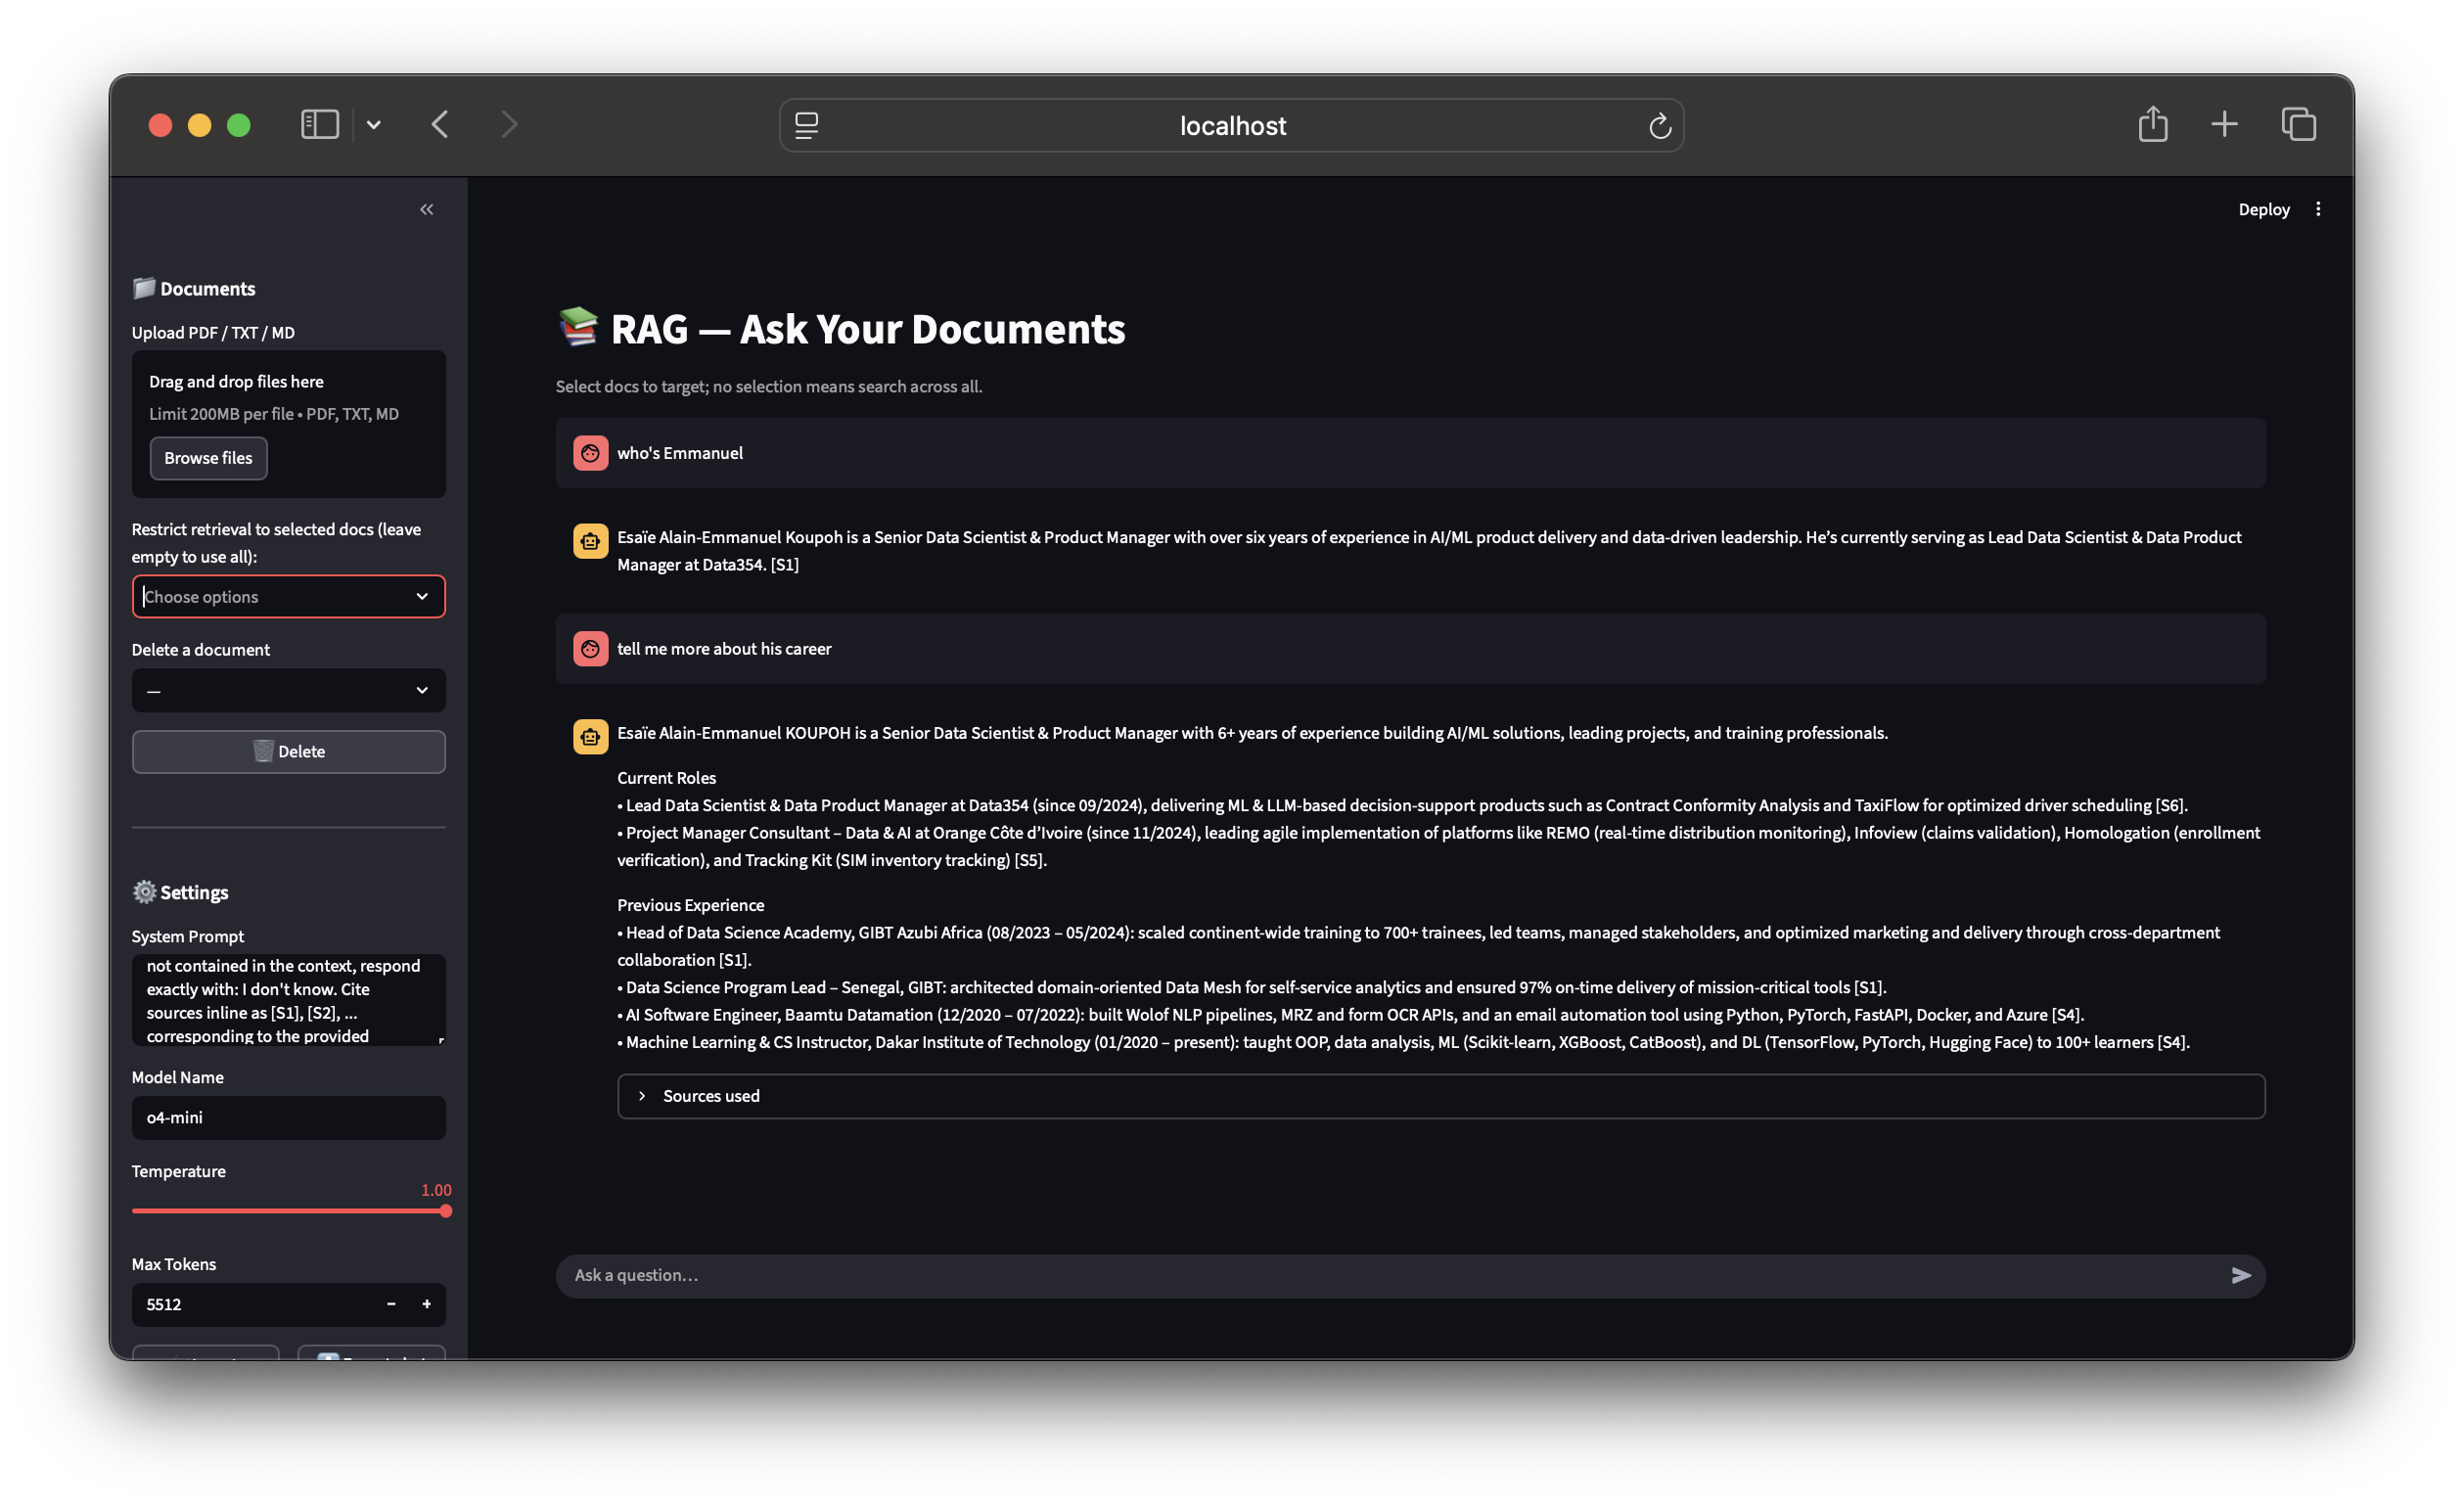 localhost
Deploy
Documents
Upload PDF / TXT / MD
Drag and drop files here
Limit 200MB per file • PDF, TXT, MD
Browse files
Restrict retrieval to selected docs (leave
empty to use all):
Choose options
Delete a document
—
Delete
Settings
System Prompt
not contained in the context, respond
exactly with: I don't know. Cite
sources inline as [S1], [S2], ...
corresponding to the provided
Model Name
o4-mini
Temperature
1.00
Max Tokens
5512
RAG — Ask Your Documents
Select docs to target; no selection means search across all.
who's Emmanuel
Esaïe Alain-Emmanuel Koupoh is a Senior Data Scientist & Product Manager with over six years of experience in AI/ML product delivery and data-driven leadership. He’s currently serving as Lead Data Scientist & Data Product
Manager at Data354. [S1]
tell me more about his career
Esaïe Alain-Emmanuel KOUPOH is a Senior Data Scientist & Product Manager with 6+ years of experience building AI/ML solutions, leading projects, and training professionals.
Current Roles
• Lead Data Scientist & Data Product Manager at Data354 (since 09/2024), delivering ML & LLM-based decision-support products such as Contract Conformity Analysis and TaxiFlow for optimized driver scheduling [S6].
• Project Manager Consultant – Data & AI at Orange Côte d’Ivoire (since 11/2024), leading agile implementation of platforms like REMO (real-time distribution monitoring), Infoview (claims validation), Homologation (enrollment
verification), and Tracking Kit (SIM inventory tracking) [S5].
Previous Experience
• Head of Data Science Academy, GIBT Azubi Africa (08/2023 – 05/2024): scaled continent-wide training to 700+ trainees, led teams, managed stakeholders, and optimized marketing and delivery through cross-department
collaboration [S1].
• Data Science Program Lead – Senegal, GIBT: architected domain-oriented Data Mesh for self-service analytics and ensured 97% on-time delivery of mission-critical tools [S1].
• AI Software Engineer, Baamtu Datamation (12/2020 – 07/2022): built Wolof NLP pipelines, MRZ and form OCR APIs, and an email automation tool using Python, PyTorch, FastAPI, Docker, and Azure [S4].
• Machine Learning & CS Instructor, Dakar Institute of Technology (01/2020 – present): taught OOP, data analysis, ML (Scikit-learn, XGBoost, CatBoost), and DL (TensorFlow, PyTorch, Hugging Face) to 100+ learners [S4].
Sources used
Ask a question…